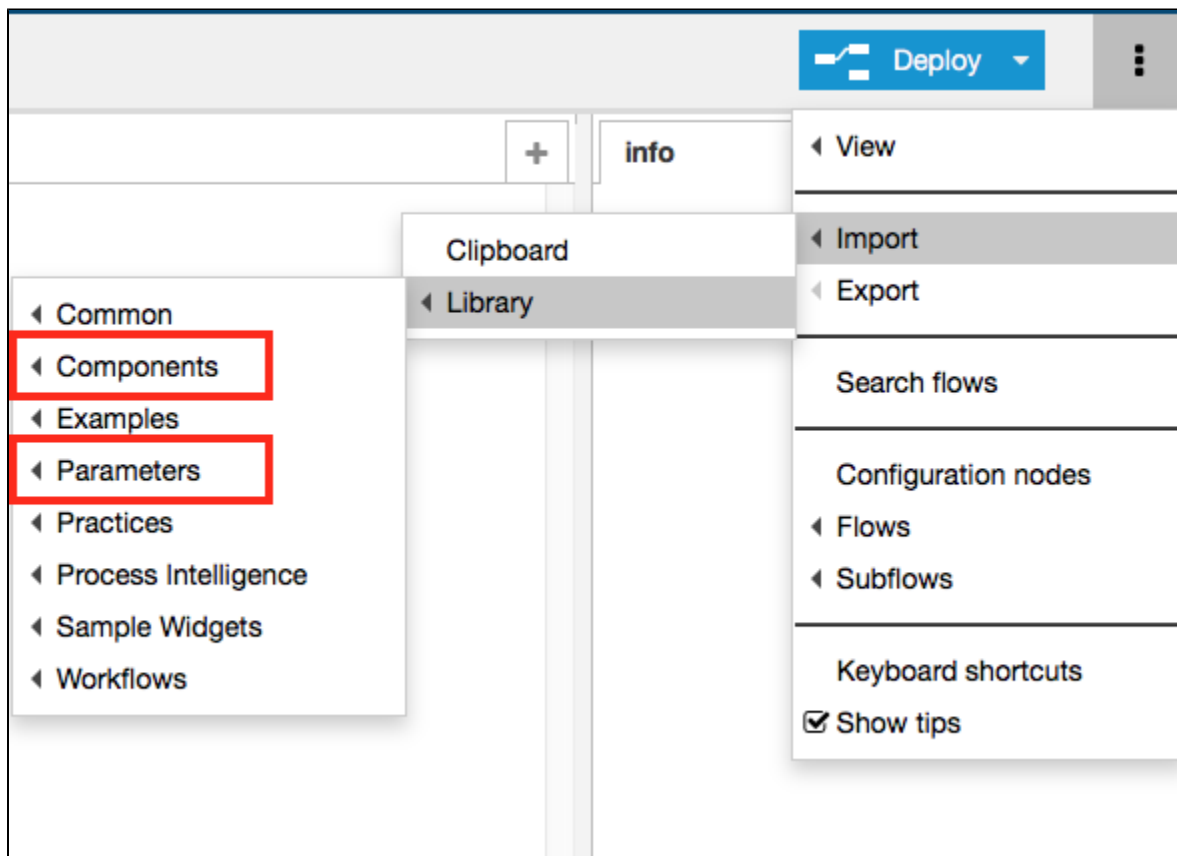 Deploy
+
info
View
Import
Export
Search flows
Configuration nodes
Flows
Subflows
Keyboard shortcuts
Show tips
Clipboard
Library
Common
Components
Examples
Parameters
Practices
Process Intelligence
Sample Widgets
Workflows